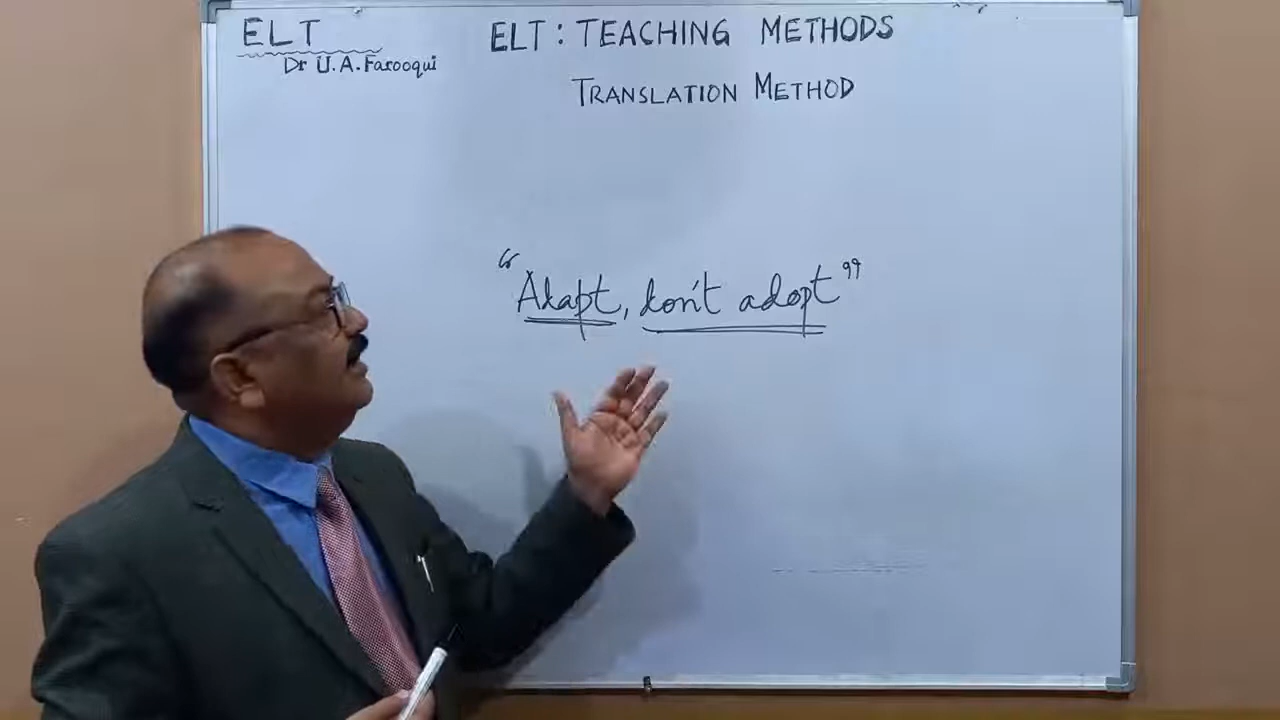 ELT
Dr U.A. Farooqui
ELT : TEACHING METHODS
TRANSLATION METHOD
"Adapt, don't adopt"